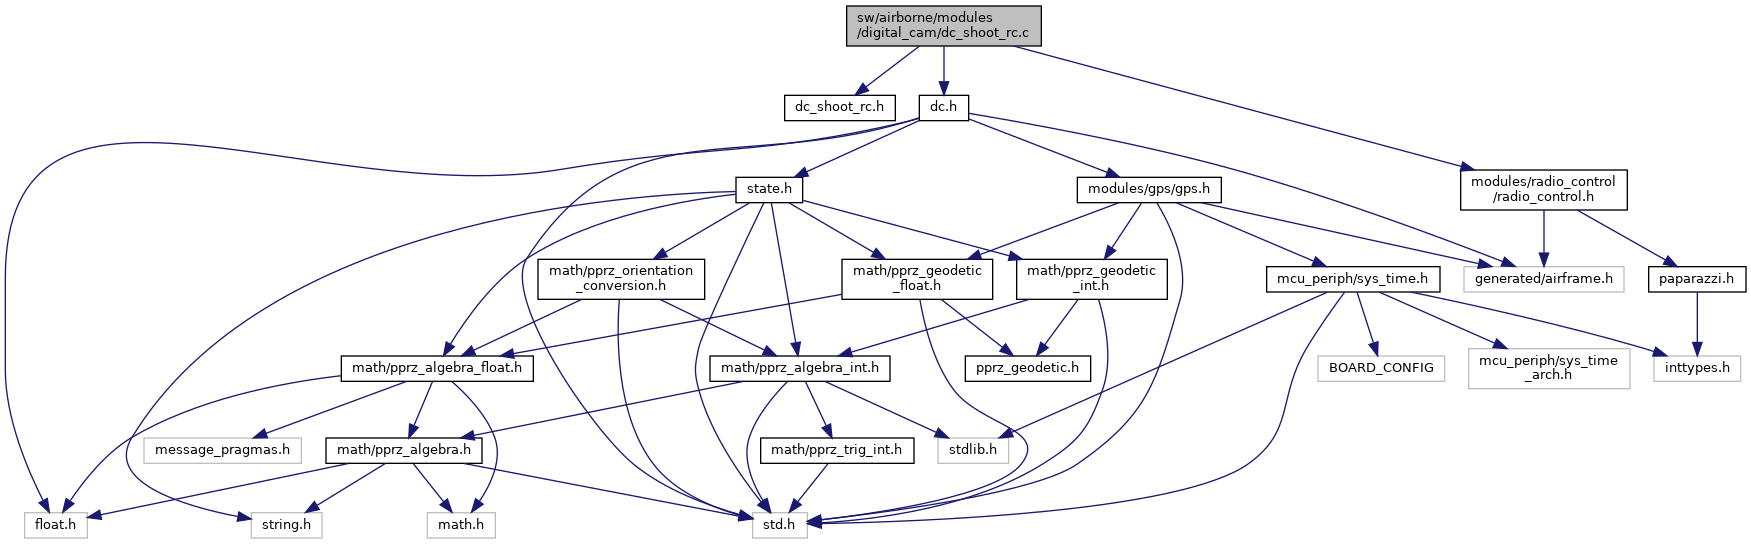 sw/airborne/modules
/digital_cam/dc_shoot_rc.c
dc_shoot_rc.h
dc.h
state.h
modules/gps/gps.h
modules/radio_control
/radio_control.h
math/pprz_orientation
_conversion.h
math/pprz_geodetic
_float.h
math/pprz_geodetic
_int.h
mcu_periph/sys_time.h
generated/airframe.h
paparazzi.h
math/pprz_algebra_float.h
math/pprz_algebra_int.h
pprz_geodetic.h
BOARD_CONFIG
mcu_periph/sys_time
_arch.h
inttypes.h
message_pragmas.h
math/pprz_algebra.h
math/pprz_trig_int.h
stdlib.h
float.h
string.h
math.h
std.h